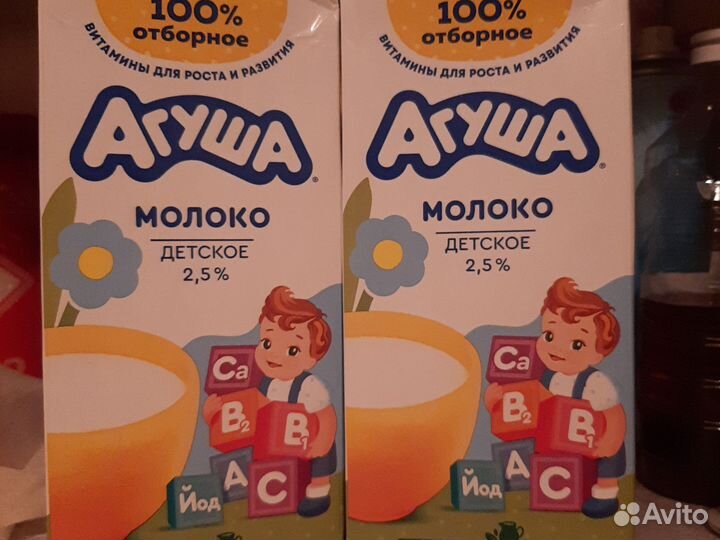 100%
отборное
ВИТАМИНЫ ДЛЯ РОСТА И РАЗВИТИЯ
АГУША®
МОЛОКО
ДЕТСКОЕ
2,5%
Ca
B2
B1
A
C
Йод
100%
отборное
ВИТАМИНЫ ДЛЯ РОСТА И РАЗВИТИЯ
АГУША®
МОЛОКО
ДЕТСКОЕ
2,5%
Ca
B2
B1
A
C
Йод
Avito